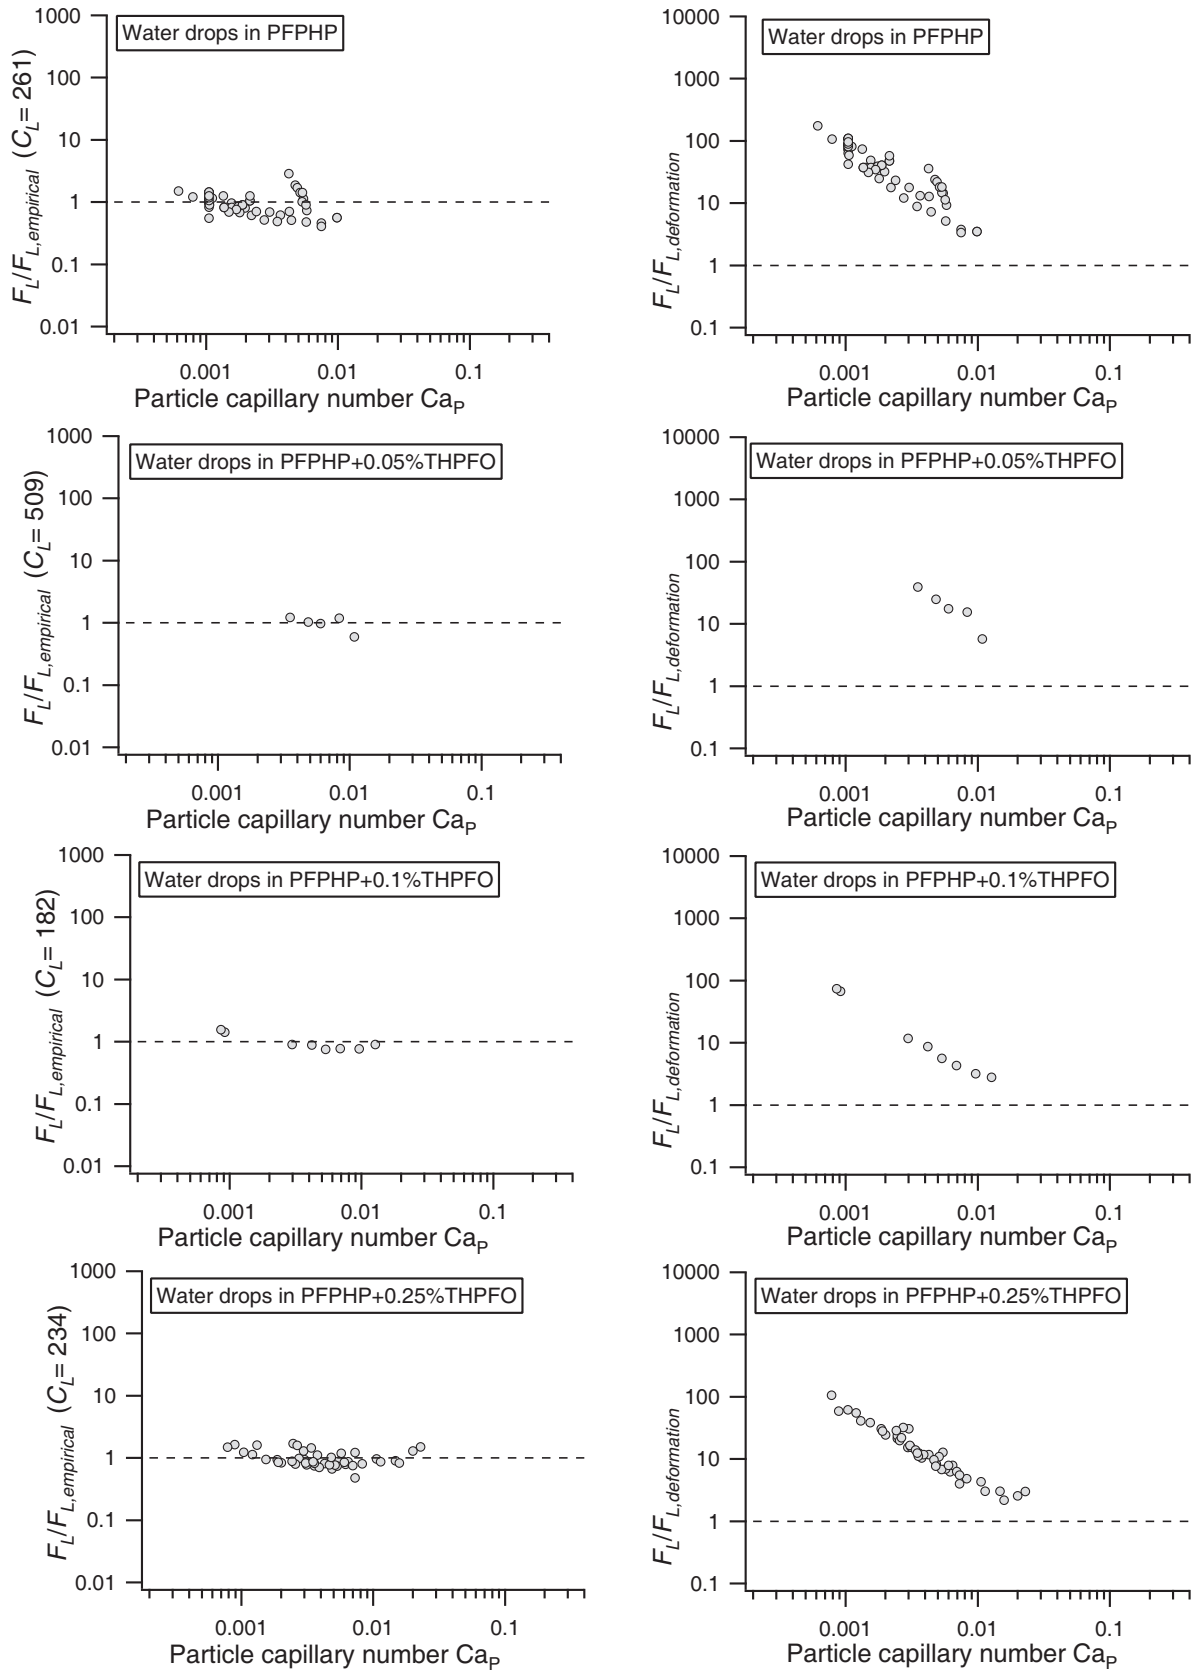 1000
100
10
1
0.1
0.01
F_L/F_L,empirical (C_L= 261)
Water drops in PFPHP
0.001 0.01 0.1
Particle capillary number Ca_P
10000
1000
100
10
1
0.1
F_L/F_L,deformation
Water drops in PFPHP
0.001 0.01 0.1
Particle capillary number Ca_P
1000
100
10
1
0.1
0.01
F_L/F_L,empirical (C_L= 509)
Water drops in PFPHP+0.05%THPFO
0.001 0.01 0.1
Particle capillary number Ca_P
10000
1000
100
10
1
0.1
F_L/F_L,deformation
Water drops in PFPHP+0.05%THPFO
0.001 0.01 0.1
Particle capillary number Ca_P
1000
100
10
1
0.1
0.01
F_L/F_L,empirical (C_L= 182)
Water drops in PFPHP+0.1%THPFO
0.001 0.01 0.1
Particle capillary number Ca_P
10000
1000
100
10
1
0.1
F_L/F_L,deformation
Water drops in PFPHP+0.1%THPFO
0.001 0.01 0.1
Particle capillary number Ca_P
1000
100
10
1
0.1
0.01
F_L/F_L,empirical (C_L= 234)
Water drops in PFPHP+0.25%THPFO
0.001 0.01 0.1
Particle capillary number Ca_P
10000
1000
100
10
1
0.1
F_L/F_L,deformation
Water drops in PFPHP+0.25%THPFO
0.001 0.01 0.1
Particle capillary number Ca_P